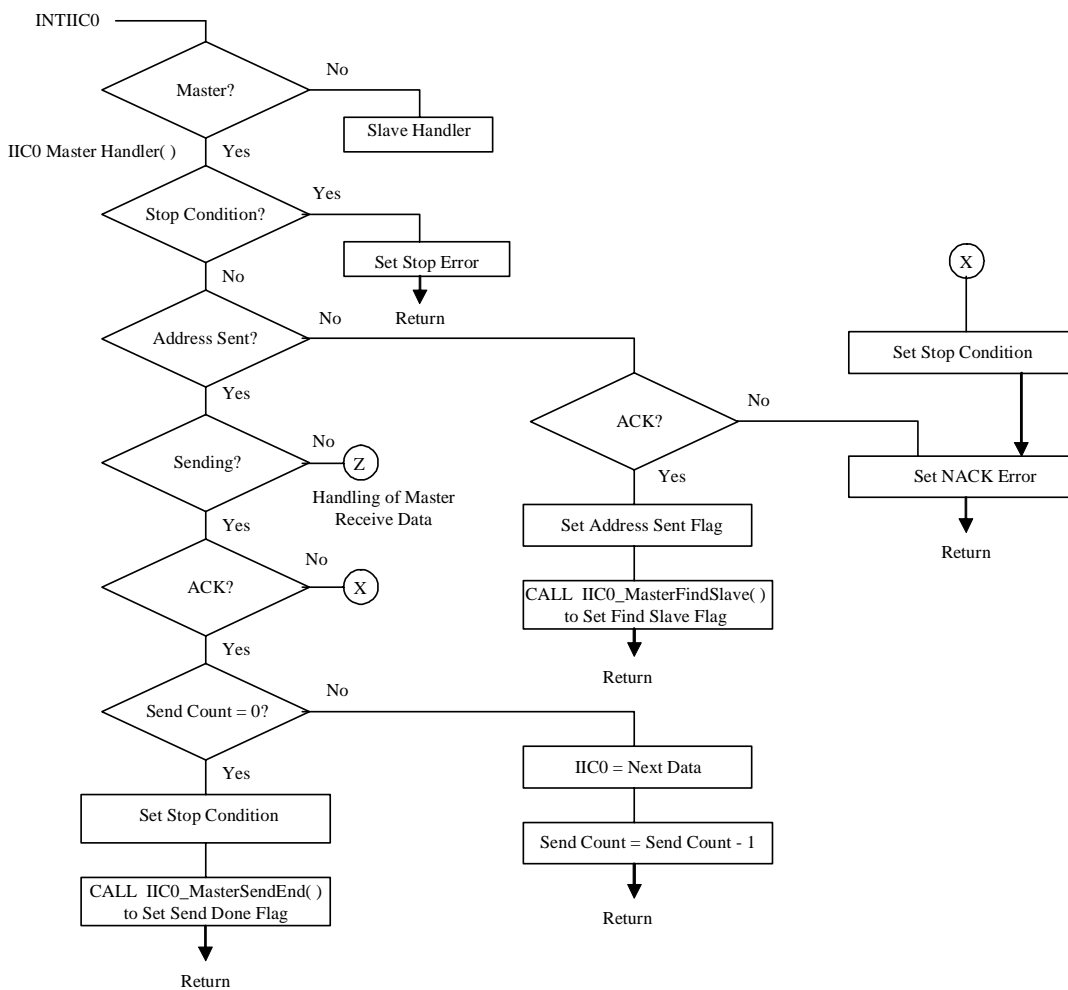 INTIIC0
No
Master?
Slave Handler
IIC0 Master Handler( )
Yes
Yes
Stop Condition?
Set Stop Error
No
Return
X
Set Stop Condition
No
Address Sent?
Yes
ACK?
No
Set NACK Error
Return
Yes
Set Address Sent Flag
CALL IIC0_MasterFindSlave( )
to Set Find Slave Flag
Return
No
Sending?
Z
Handling of Master
Receive Data
Yes
No
ACK?
X
Yes
No
Send Count = 0?
IIC0 = Next Data
Send Count = Send Count - 1
Return
Yes
Set Stop Condition
CALL IIC0_MasterSendEnd( )
to Set Send Done Flag
Return